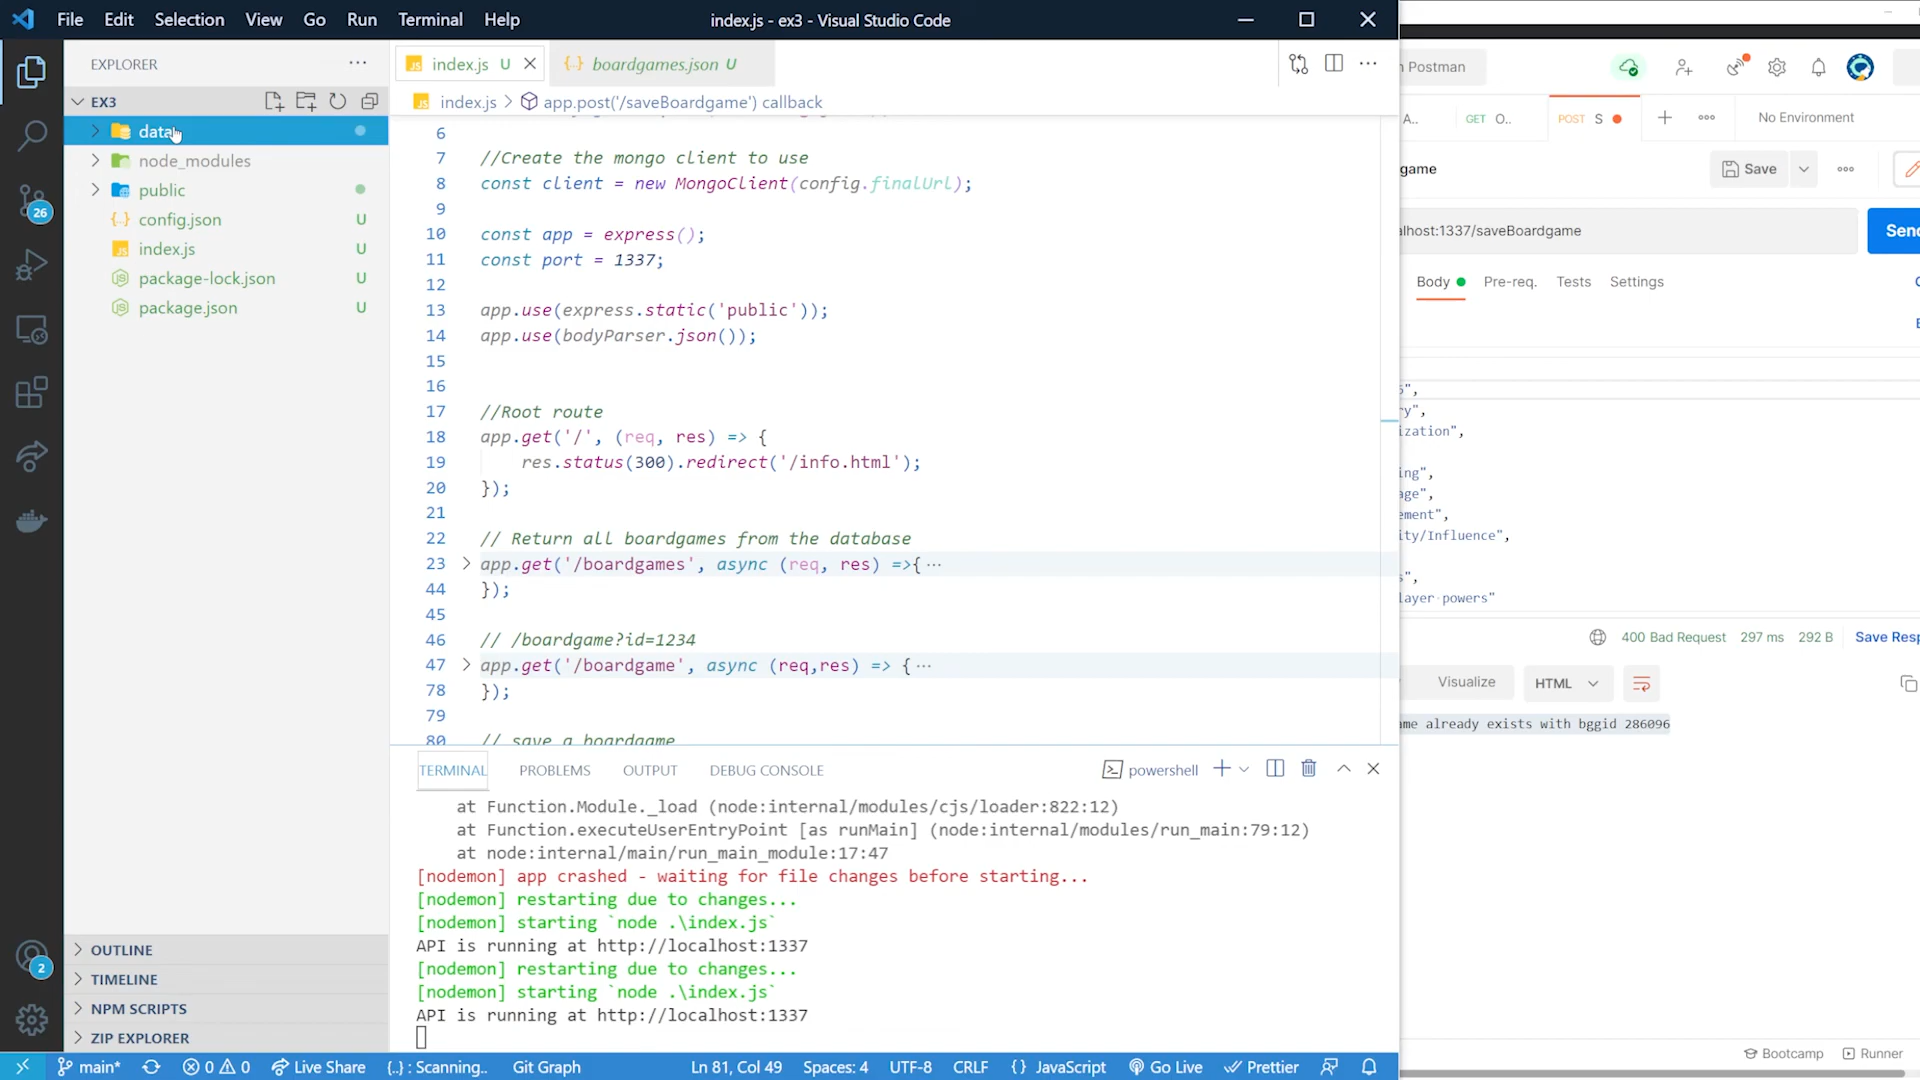 File Edit Selection View Go Run Terminal Help
index.js - ex3 - Visual Studio Code
EXPLORER
EX3
data
node_modules
public
config.json U
index.js U
package-lock.json U
package.json U
OUTLINE
TIMELINE
NPM SCRIPTS
ZIP EXPLORER
26
2
index.js U
boardgames.json U
index.js > app.post('/saveBoardgame') callback
6
7 //Create the mongo client to use
8 const client = new MongoClient(config.finalUrl);
9
10 const app = express();
11 const port = 1337;
12
13 app.use(express.static('public'));
14 app.use(bodyParser.json());
15
16
17 //Root route
18 app.get('/', (req, res) => {
19 res.status(300).redirect('/info.html');
20 });
21
22 // Return all boardgames from the database
23 app.get('/boardgames', async (req, res) =>{ ···
44 });
45
46 // /boardgame?id=1234
47 app.get('/boardgame', async (req,res) => { ···
78 });
79
80 // save a boardgame
TERMINAL PROBLEMS OUTPUT DEBUG CONSOLE
powershell
at Function.Module._load (node:internal/modules/cjs/loader:822:12)
at Function.executeUserEntryPoint [as runMain] (node:internal/modules/run_main:79:12)
at node:internal/main/run_main_module:17:47
[nodemon] app crashed - waiting for file changes before starting...
[nodemon] restarting due to changes...
[nodemon] starting `node .\index.js`
API is running at http://localhost:1337
[nodemon] restarting due to changes...
[nodemon] starting `node .\index.js`
API is running at http://localhost:1337
main* 0 0 Live Share {..} : Scanning.. Git Graph Ln 81, Col 49 Spaces: 4 UTF-8 CRLF {} JavaScript Go Live Prettier
Postman
A.. GET O.. POST S
No Environment
game
Save
lhost:1337/saveBoardgame
Send
Body Pre-req. Tests Settings
ry",
ization",
ing",
age",
ement",
ity/Influence",
s",
layer powers"
400 Bad Request 297 ms 292 B Save Resp
Visualize HTML
ame already exists with bggid 286096
Bootcamp Runner